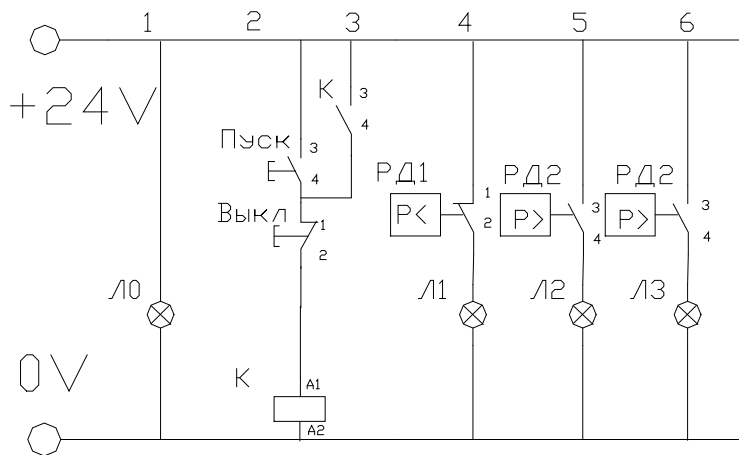 1 2 3 4 5 6
+24V
К 3
4
Пуск 3
4
РД1 РД2 РД2
P< 1
2
P> 3
4
P> 3
4
Выкл 1
2
Л0 Л1 Л2 Л3
0V
К A1
A2